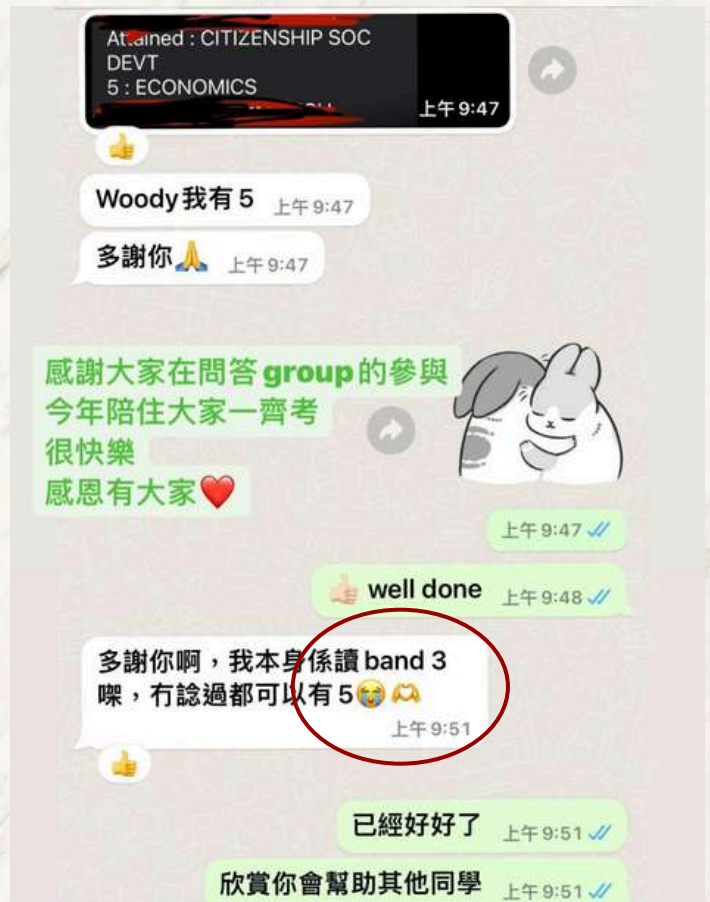 Attained : CITIZENSHIP SOC
DEVT
5 : ECONOMICS
上午 9:47
Woody我有 5 上午 9:47
多謝你🙏 上午 9:47
感謝大家在問答 group 的參與
今年陪住大家一齊考
很快樂
感恩有大家❤️
上午 9:47
👍🏻 well done 上午 9:48
多謝你啊，我本身係讀 band 3
㗎，冇諗過都可以有 5😭🫶
上午 9:51
已經好好了 上午 9:51
欣賞你會幫助其他同學 上午 9:51